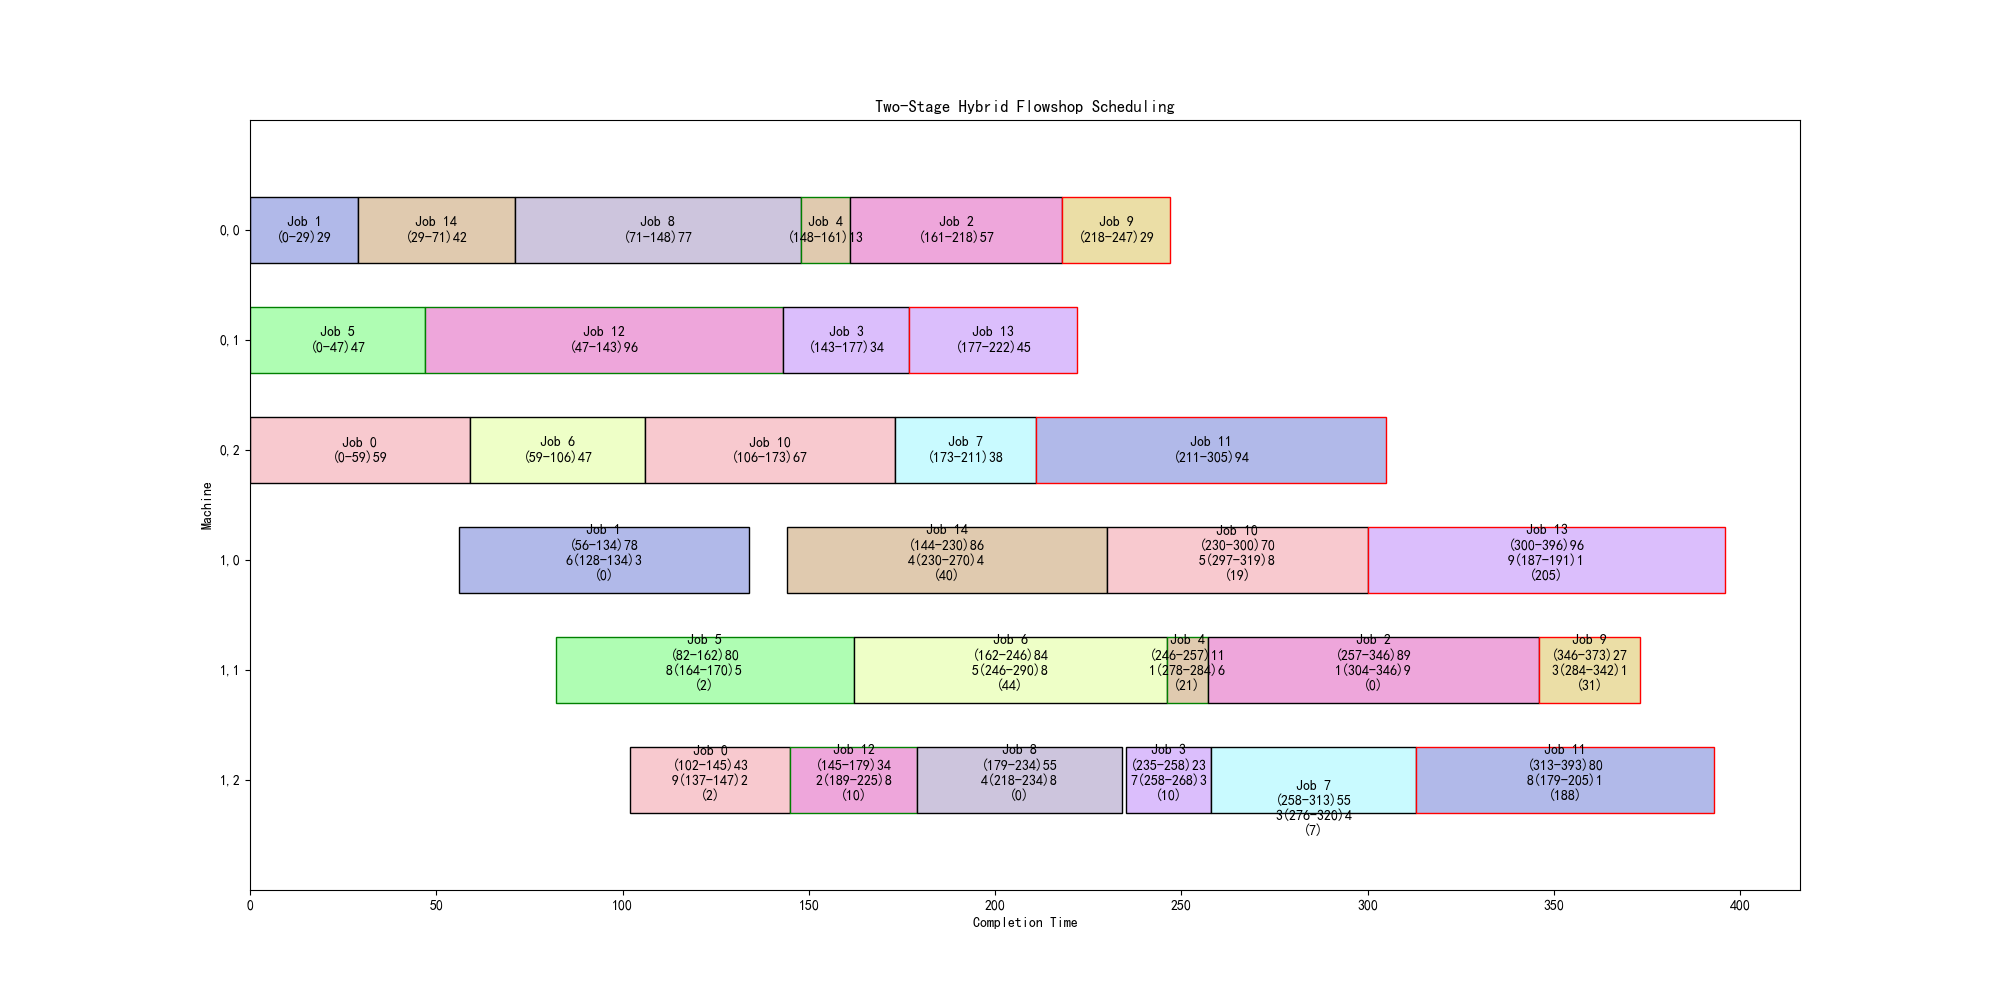 Two-Stage Hybrid Flowshop Scheduling
0,0
Job 1
(0-29)29
Job 14
(29-71)42
Job 8
(71-148)77
Job 4
(148-161)13
Job 2
(161-218)57
Job 9
(218-247)29
0,1
Job 5
(0-47)47
Job 12
(47-143)96
Job 3
(143-177)34
Job 13
(177-222)45
0,2
Job 0
(0-59)59
Job 6
(59-106)47
Job 10
(106-173)67
Job 7
(173-211)38
Job 11
(211-305)94
Machine
1,0
Job 1
(56-134)78
6(128-134)3
(0)
Job 14
(144-230)86
4(230-270)4
(40)
Job 10
(230-300)70
5(297-319)8
(19)
Job 13
(300-396)96
9(187-191)1
(205)
1,1
Job 5
(82-162)80
8(164-170)5
(2)
Job 6
(162-246)84
5(246-290)8
(44)
Job 4
(246-257)11
1(278-284)6
(21)
Job 2
(257-346)89
1(304-346)9
(0)
Job 9
(346-373)27
3(284-342)1
(31)
1,2
Job 0
(102-145)43
9(137-147)2
(2)
Job 12
(145-179)34
2(189-225)8
(10)
Job 8
(179-234)55
4(218-234)8
(0)
Job 3
(235-258)23
7(258-268)3
(10)
Job 7
(258-313)55
3(276-320)4
(7)
Job 11
(313-393)80
8(179-205)1
(188)
0
50
100
150
200
250
300
350
400
Completion Time